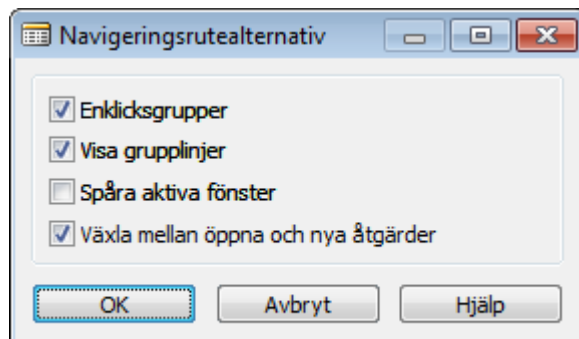 Navigeringsrutealternativ
Enklicksgrupper
Visa grupplinjer
Spåra aktiva fönster
Växla mellan öppna och nya åtgärder
OK Avbryt Hjälp